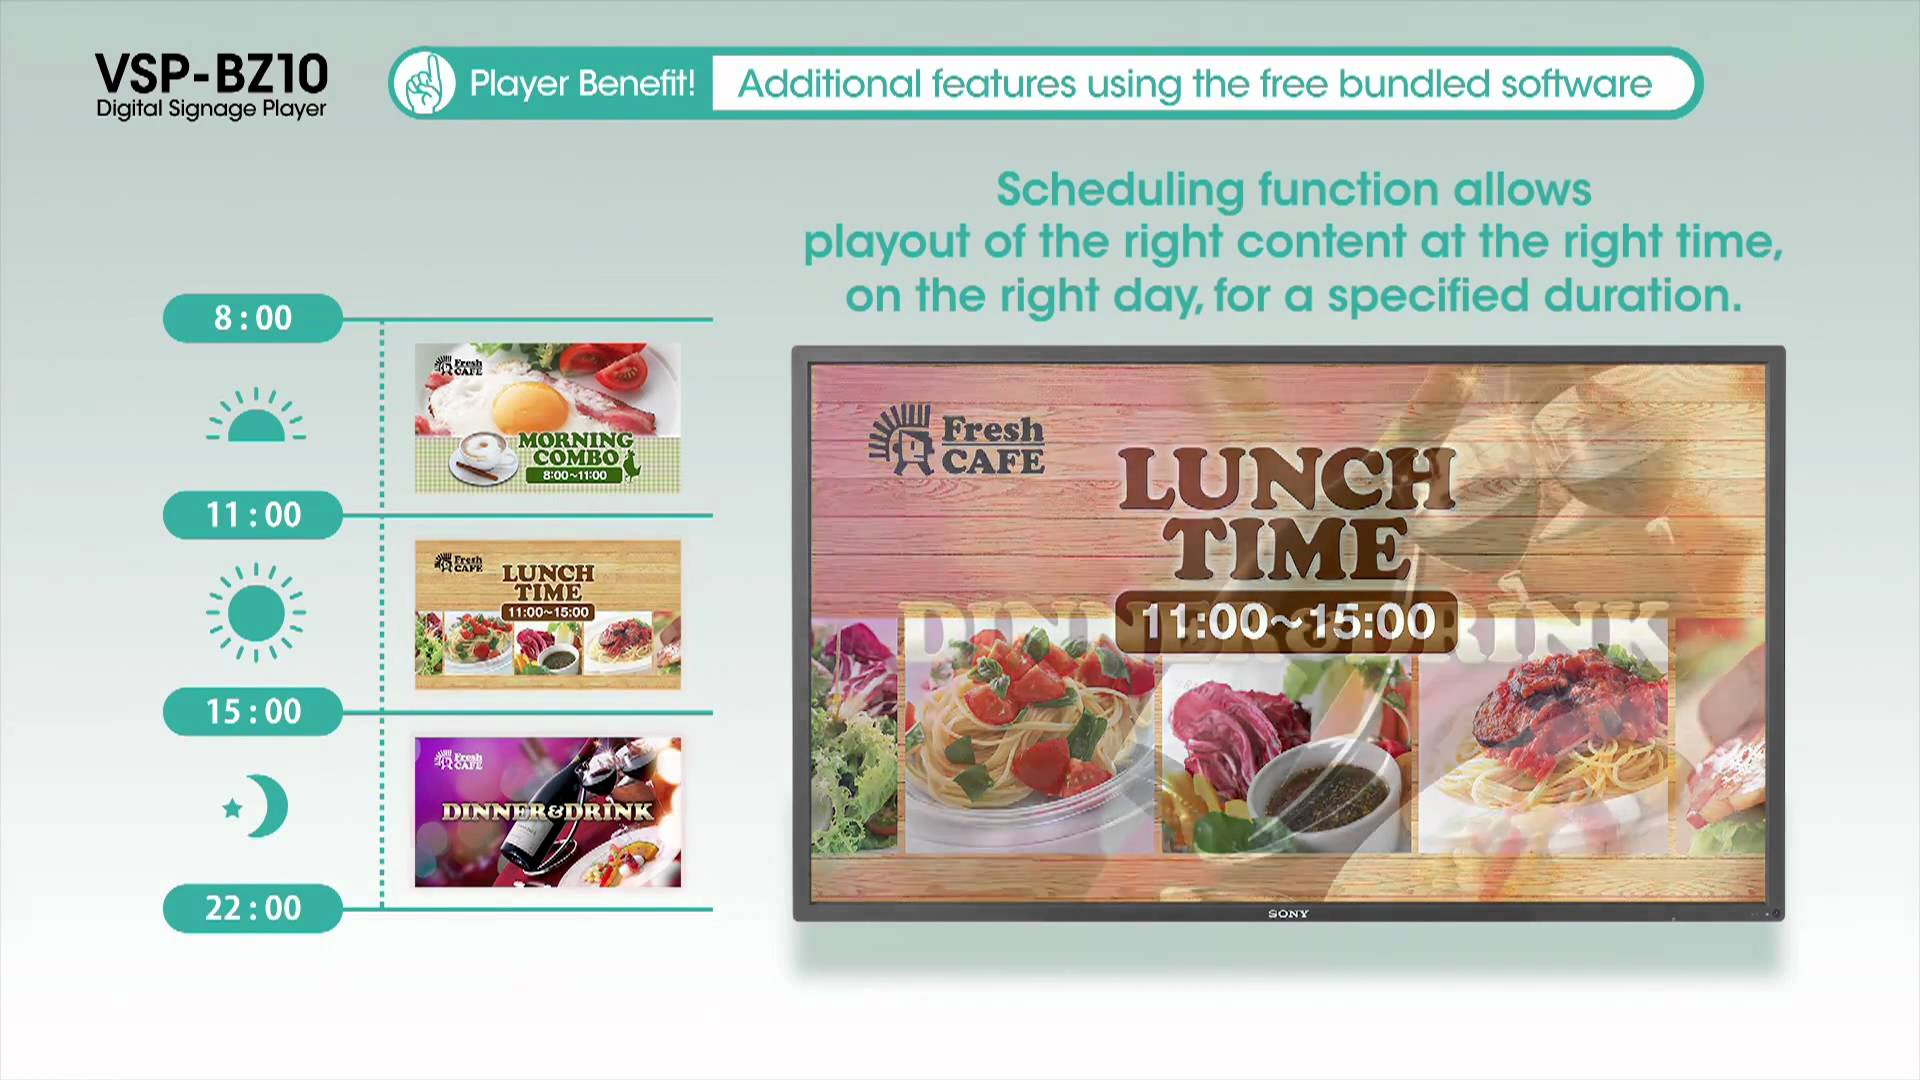 VSP-BZ10
Digital Signage Player
Player Benefit!
Additional features using the free bundled software
Scheduling function allows
playout of the right content at the right time,
on the right day, for a specified duration.
8:00
Fresh
CAFE
MORNING
COMBO
8:00~11:00
11:00
Fresh
CAFE
LUNCH
TIME
11:00~15:00
15:00
Fresh
CAFE
DINNER&DRINK
22:00
Fresh
CAFE
LUNCH
TIME
11:00~15:00
DINNER&DRINK
SONY